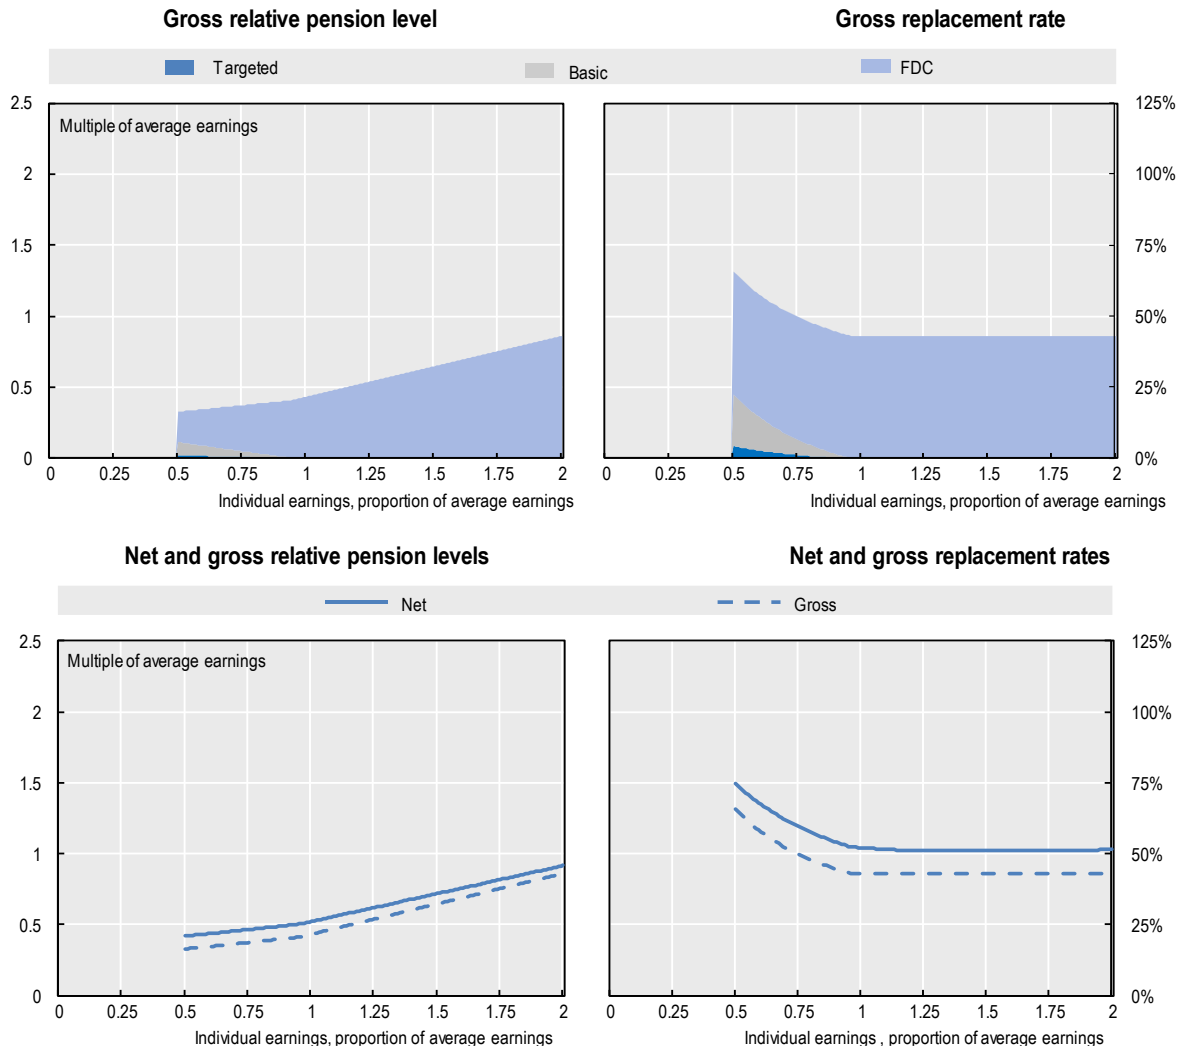 Gross relative pension level
Gross replacement rate
Targeted
Basic
FDC
2.5
2
1.5
1
0.5
0
Multiple of average earnings
0 0.25 0.5 0.75 1 1.25 1.5 1.75 2
Individual earnings, proportion of average earnings
125%
100%
75%
50%
25%
0%
0 0.25 0.5 0.75 1 1.25 1.5 1.75 2
Individual earnings, proportion of average earnings
Net and gross relative pension levels
Net and gross replacement rates
Net
Gross
2.5
2
1.5
1
0.5
0
Multiple of average earnings
0 0.25 0.5 0.75 1 1.25 1.5 1.75 2
Individual earnings, proportion of average earnings
125%
100%
75%
50%
25%
0%
0 0.25 0.5 0.75 1 1.25 1.5 1.75 2
Individual earnings , proportion of average earnings